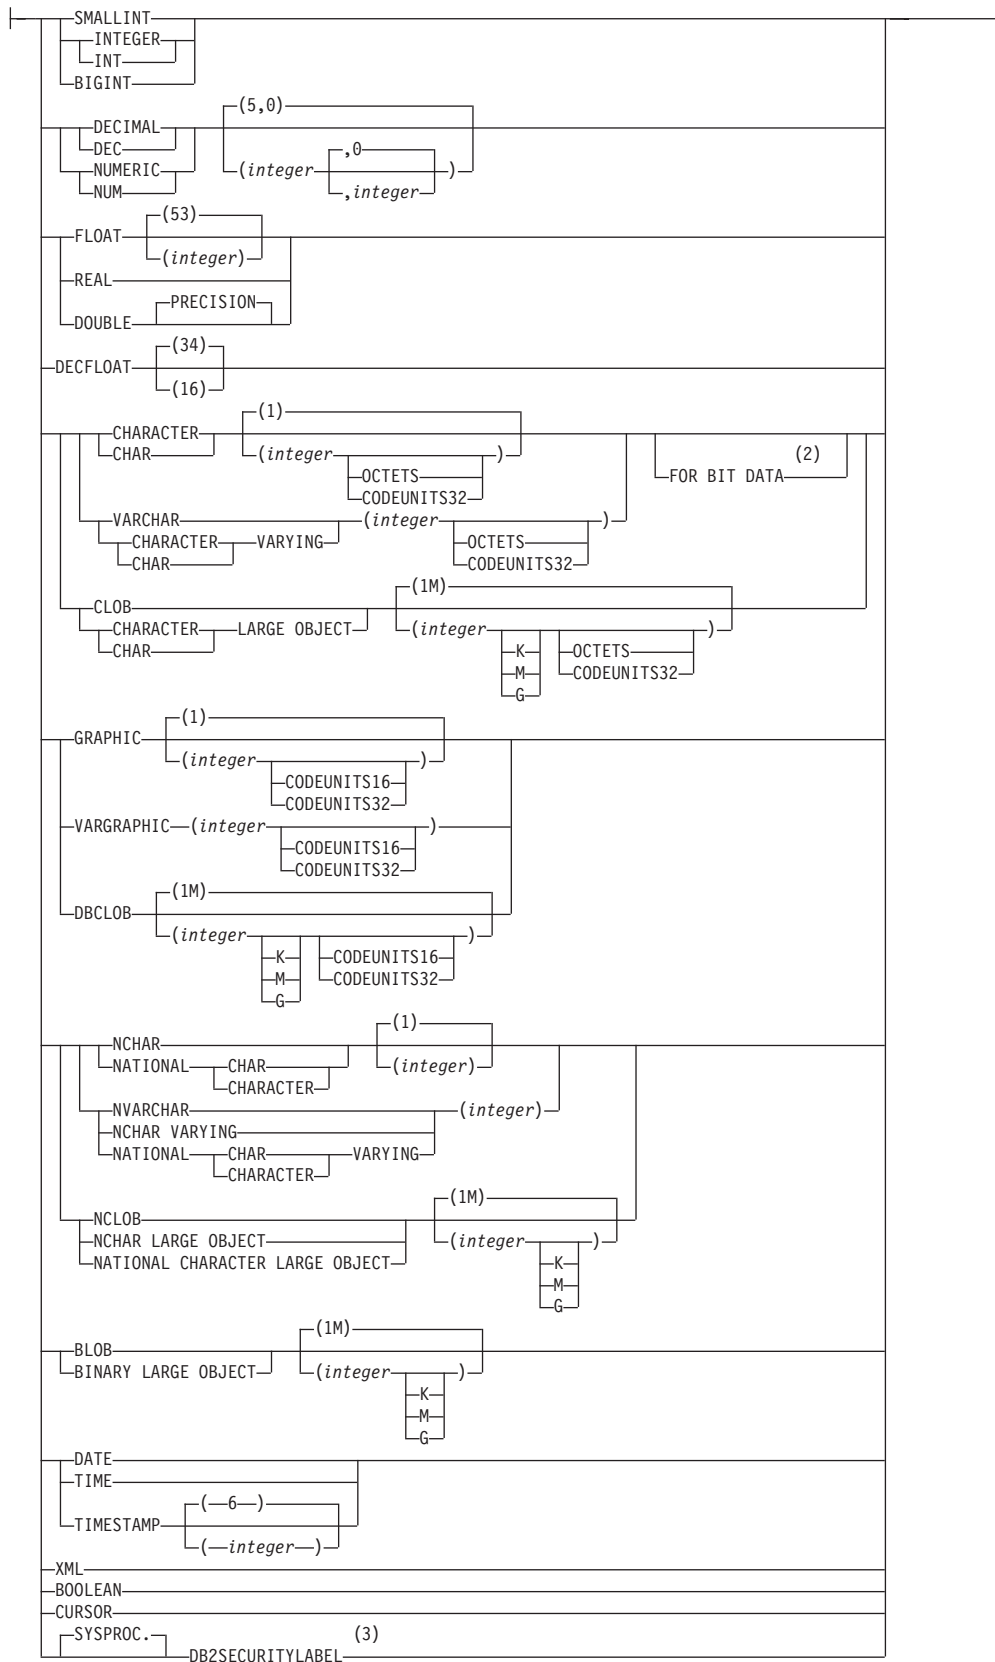 SMALLINT
INTEGER
INT
BIGINT
(5,0)
DECIMAL
DEC
,0
NUMERIC
(integer )
NUM
,integer
(53)
FLOAT
(integer)
REAL
PRECISION
DOUBLE
(34)
DECFLOAT
(16)
(1)
CHARACTER
CHAR
(integer )
(2)
OCTETS
FOR BIT DATA
CODEUNITS32
VARCHAR
(integer )
CHARACTER VARYING
OCTETS
CHAR
CODEUNITS32
(1M)
CLOB
CHARACTER LARGE OBJECT
(integer )
CHAR
K OCTETS
M CODEUNITS32
G
(1)
GRAPHIC
(integer )
CODEUNITS16
CODEUNITS32
VARGRAPHIC (integer )
CODEUNITS16
CODEUNITS32
(1M)
DBCLOB
(integer )
K CODEUNITS16
M CODEUNITS32
G
(1)
NCHAR
NATIONAL CHAR (integer)
CHARACTER
NVARCHAR (integer)
NCHAR VARYING
NATIONAL CHAR VARYING
CHARACTER
(1M)
NCLOB
NCHAR LARGE OBJECT (integer )
NATIONAL CHARACTER LARGE OBJECT K
M
G
(1M)
BLOB
BINARY LARGE OBJECT (integer )
K
M
G
DATE
TIME
( 6 )
TIMESTAMP
( integer )
XML
BOOLEAN
CURSOR
SYSPROC. (3)
DB2SECURITYLABEL